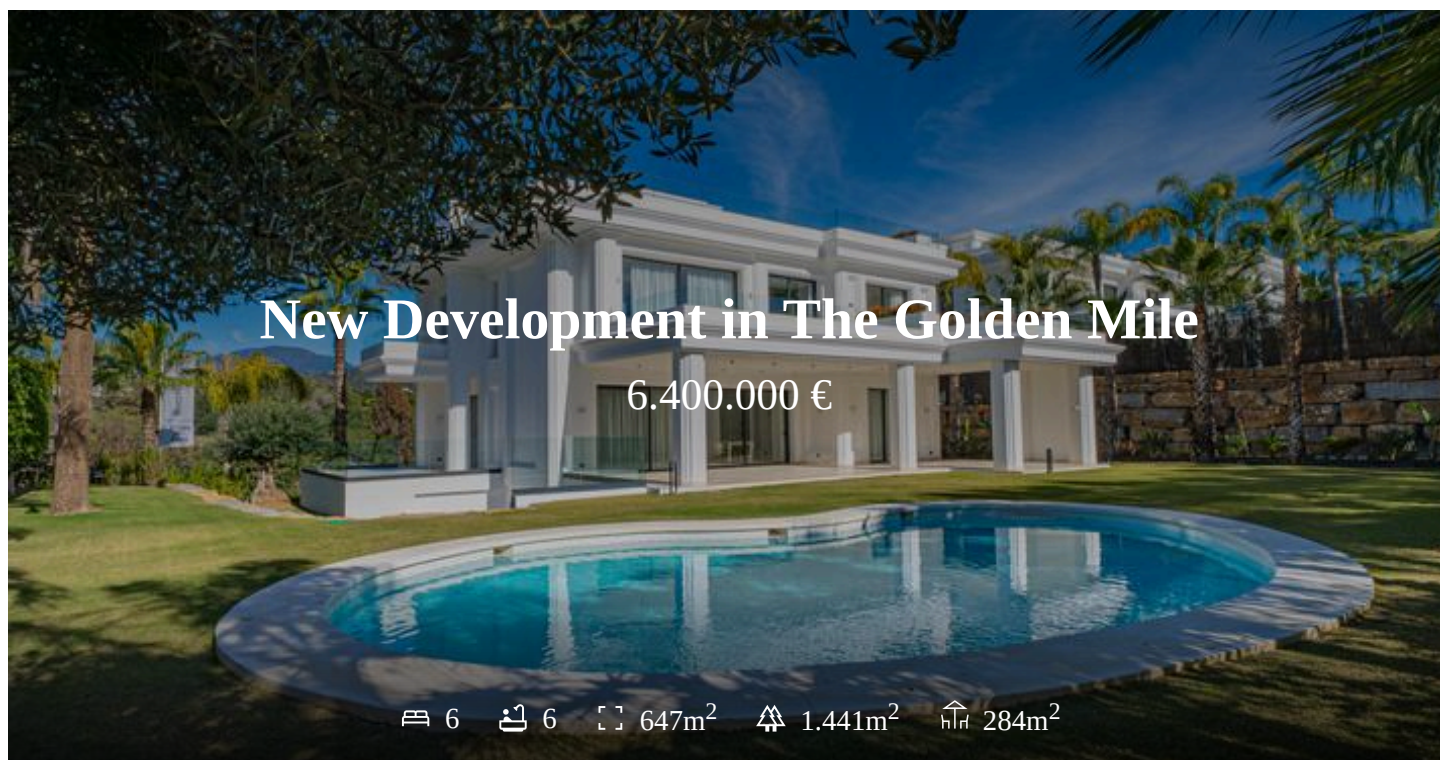 New Development in The Golden Mile
6.400.000 €
6 6 647m² 1.441m² 284m²